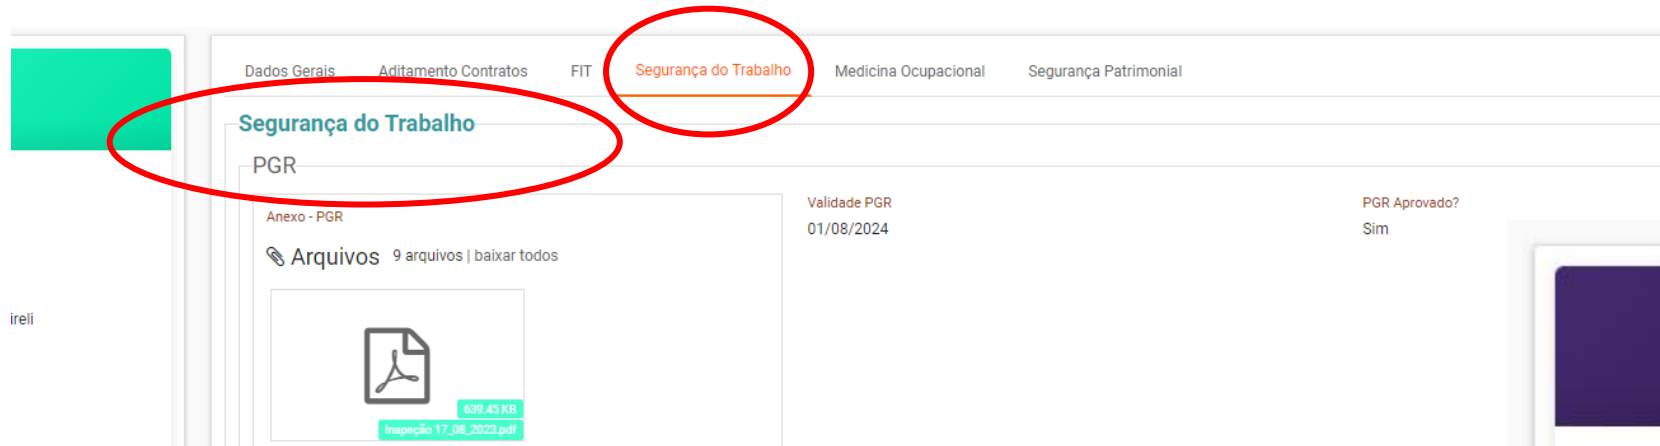 Dados Gerais Aditamento Contratos FIT Segurança do Trabalho Medicina Ocupacional Segurança Patrimonial
Segurança do Trabalho
PGR
Anexo - PGR
Validade PGR
PGR Aprovado?
01/08/2024
Sim
Arquivos 9 arquivos | baixar todos
ireli
639.45 KB
Inspeção 17_08_2023.pdf